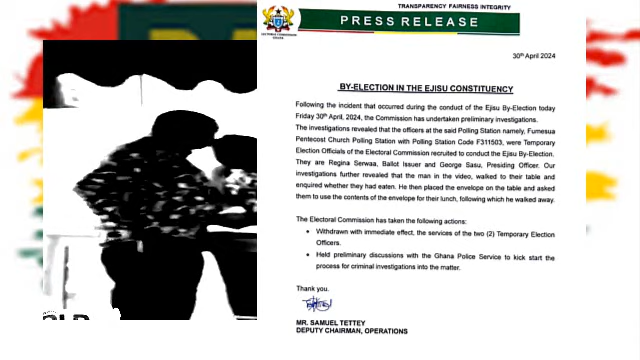 TRANSPARENCY FAIRNESS INTEGRITY
PRESS RELEASE
30th April 2024
BY-ELECTION IN THE EJISU CONSTITUENCY
Following the incident that occurred during the conduct of the Ejisu By-Election today
Friday 30th April, 2024, the Commission has undertaken preliminary investigations.
The investigations revealed that the officers at the said Polling Station namely, Fumesua
Pentecost Church Polling Station with Polling Station Code F311503, were Temporary
Election Officials of the Electoral Commission recruited to conduct the Ejisu By-Election.
They are Regina Serwaa, Ballot Issuer and George Sasu, Presiding Officer. Our
investigations further revealed that the man in the video, walked to their table and
enquired whether they had eaten. He then placed the envelope on the table and asked
them to use the contents of the envelope for their lunch, following which he walked away.
The Electoral Commission has taken the following actions:
• Withdrawn with immediate effect, the services of the two (2) Temporary Election
Officers.
• Held preliminary discussions with the Ghana Police Service to kick start the
process for criminal investigations into the matter.
Thank you.
MR. SAMUEL TETTEY
DEPUTY CHAIRMAN, OPERATIONS